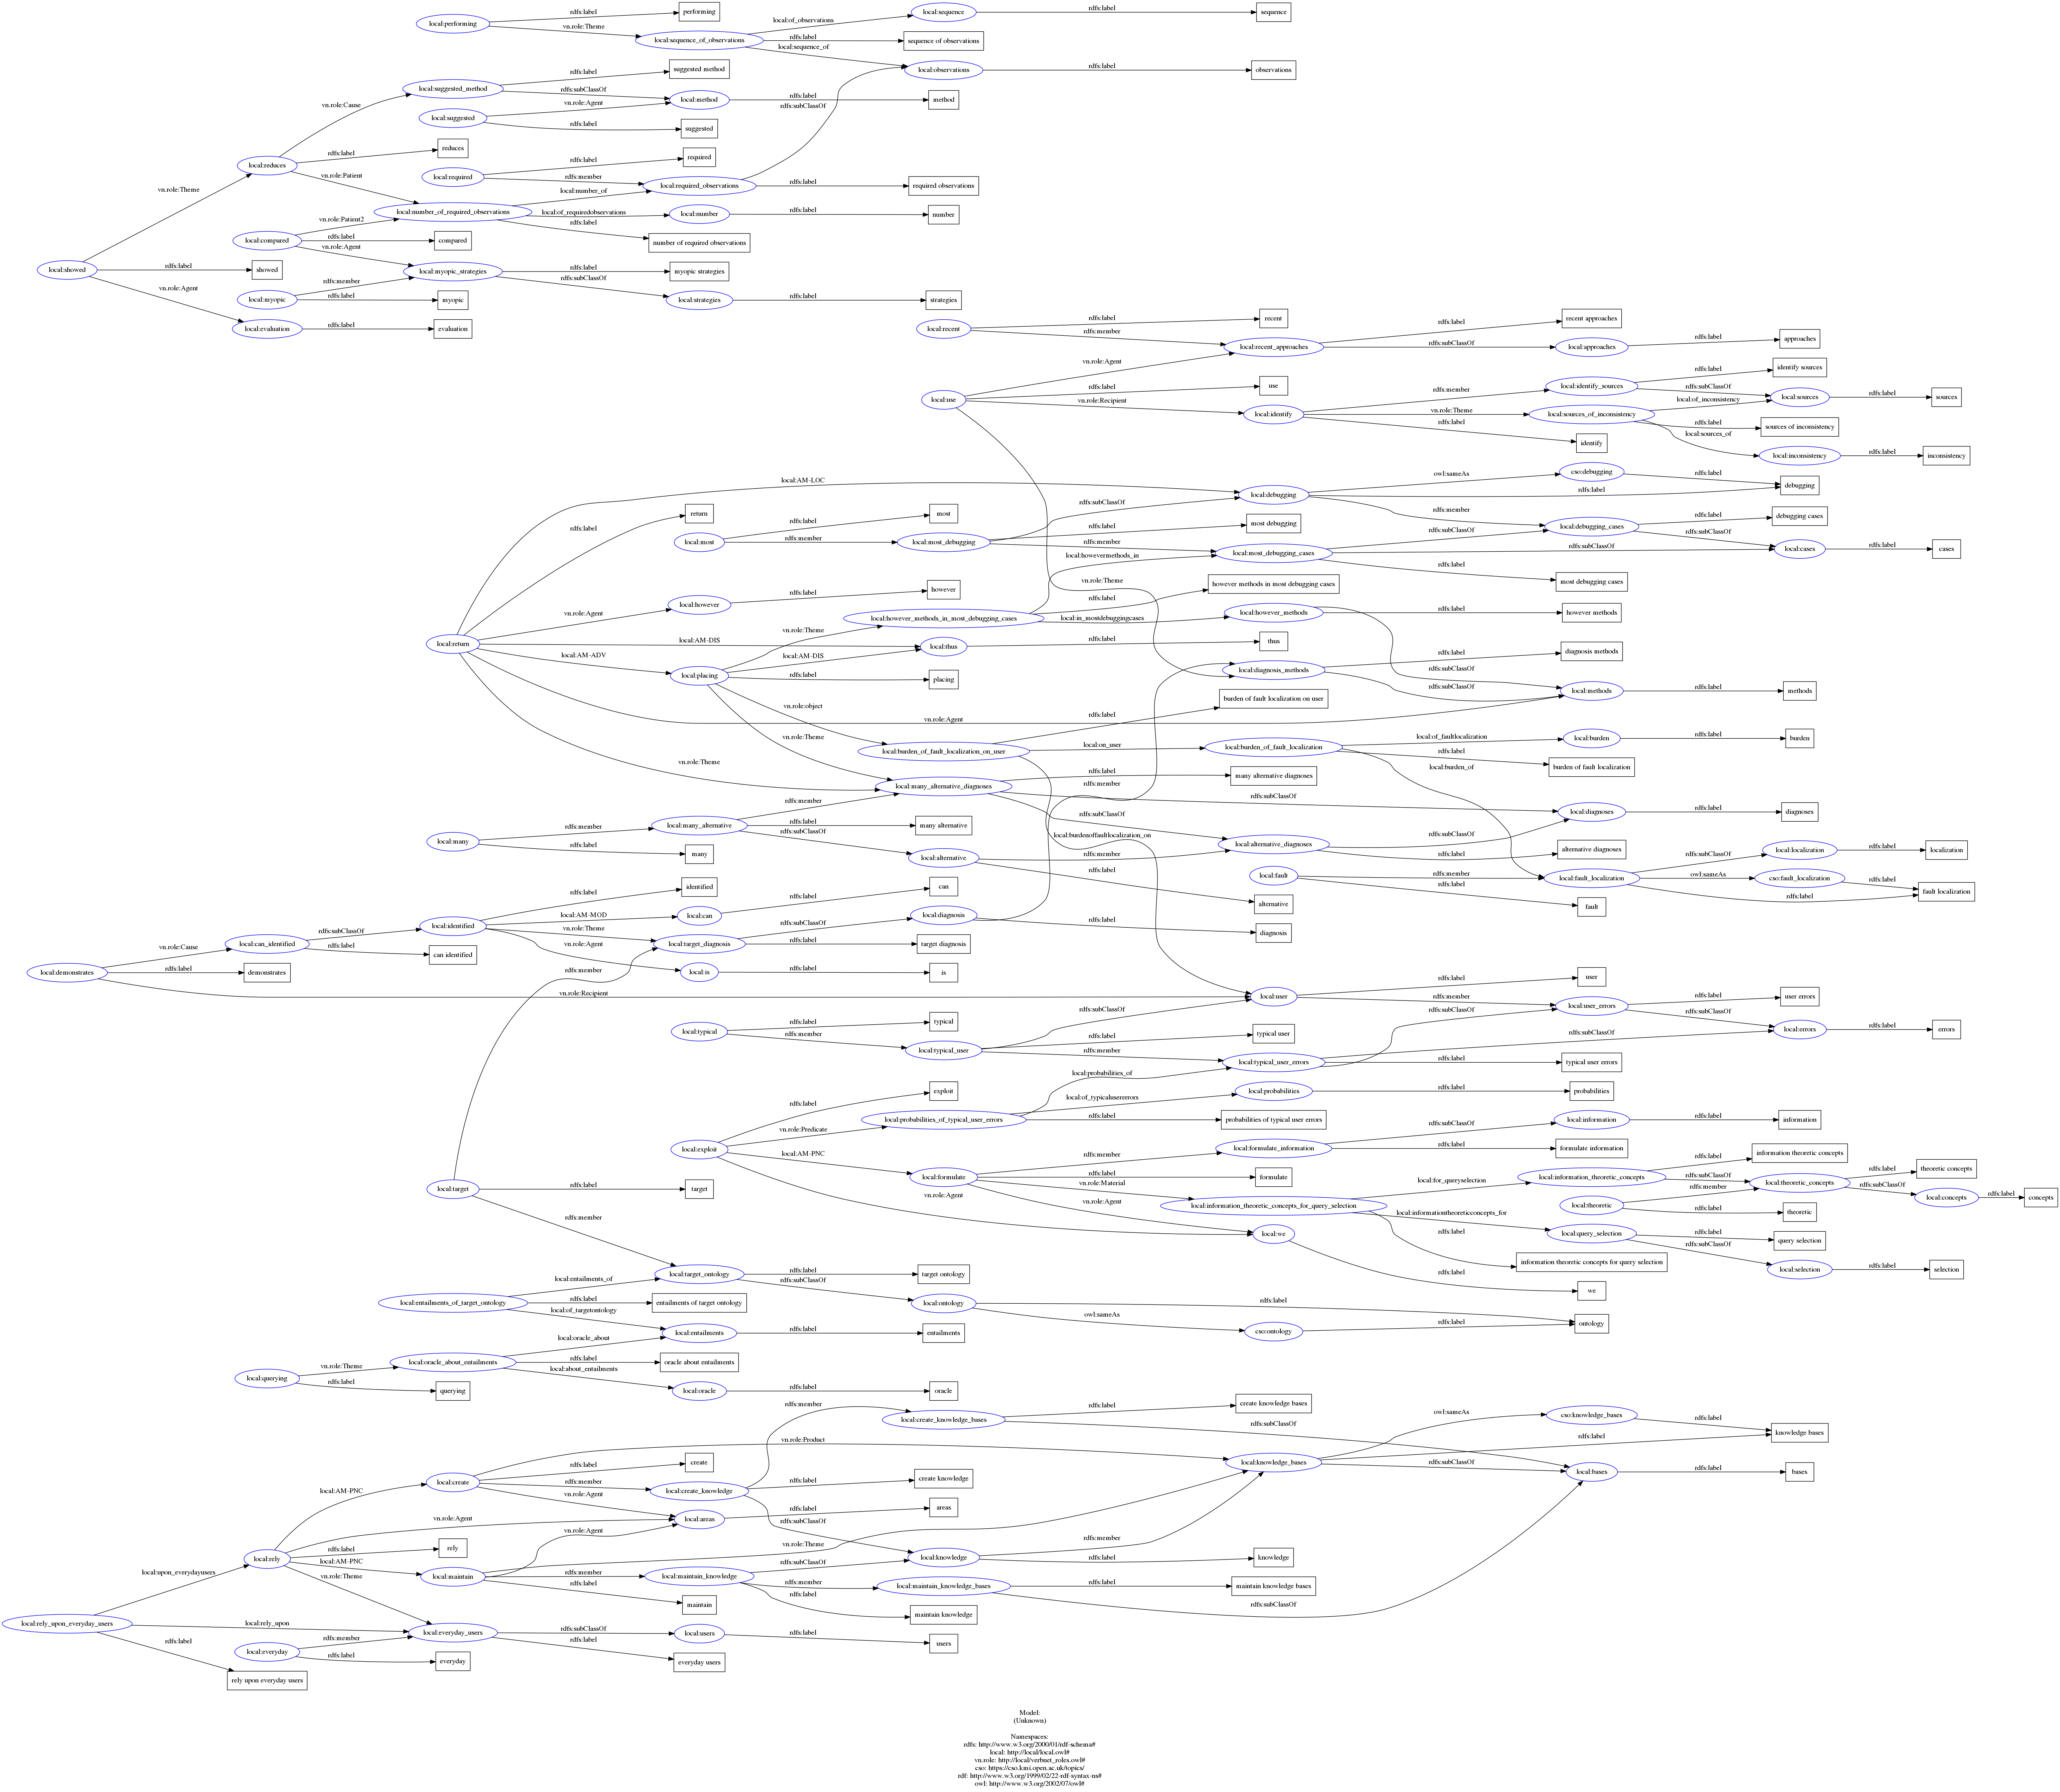 local:performing
rdfs:label
performing
vn.role:Theme
local:sequence_of_observations
local:of_observations
local:sequence
rdfs:label
sequence
rdfs:label
sequence of observations
local:sequence_of
local:observations
rdfs:label
observations
local:suggested_method
rdfs:label
suggested method
rdfs:subClassOf
local:method
rdfs:label
method
vn.role:Cause
local:suggested
vn.role:Agent
rdfs:label
suggested
rdfs:subClassOf
local:reduces
rdfs:label
reduces
vn.role:Patient
local:required
rdfs:label
required
rdfs:member
local:required_observations
rdfs:label
required observations
vn.role:Theme
local:number_of_required_observations
local:number_of
local:of_requiredobservations
local:number
rdfs:label
number
rdfs:label
number of required observations
local:compared
vn.role:Patient2
rdfs:label
compared
vn.role:Agent
local:showed
rdfs:label
showed
vn.role:Agent
local:myopic_strategies
rdfs:label
myopic strategies
rdfs:subClassOf
local:strategies
rdfs:label
strategies
local:myopic
rdfs:member
rdfs:label
myopic
local:evaluation
rdfs:label
evaluation
local:recent
rdfs:label
recent
rdfs:member
local:recent_approaches
rdfs:label
recent approaches
rdfs:subClassOf
local:approaches
rdfs:label
approaches
vn.role:Agent
local:use
rdfs:label
use
vn.role:Recipient
local:identify
rdfs:member
local:identify_sources
rdfs:label
identify sources
rdfs:subClassOf
local:sources
rdfs:label
sources
vn.role:Theme
local:sources_of_inconsistency
local:of_inconsistency
rdfs:label
sources of inconsistency
local:sources_of
rdfs:label
identify
local:inconsistency
rdfs:label
inconsistency
local:AM-LOC
local:debugging
owl:sameAs
cso:debugging
rdfs:label
debugging
rdfs:label
rdfs:member
local:debugging_cases
rdfs:label
debugging cases
rdfs:subClassOf
local:cases
rdfs:label
cases
rdfs:label
return
local:most
rdfs:label
most
rdfs:member
local:most_debugging
rdfs:subClassOf
rdfs:label
most debugging
rdfs:member
local:most_debugging_cases
rdfs:subClassOf
rdfs:subClassOf
rdfs:label
most debugging cases
local:howevermethods_in
vn.role:Theme
vn.role:Agent
local:however
rdfs:label
however
local:however_methods_in_most_debugging_cases
rdfs:label
however methods in most debugging cases
local:in_mostdebuggingcases
local:however_methods
rdfs:label
however methods
local:return
local:AM-DIS
vn.role:Theme
local:AM-DIS
local:thus
rdfs:label
thus
local:AM-ADV
local:placing
rdfs:label
placing
local:diagnosis_methods
rdfs:label
diagnosis methods
rdfs:subClassOf
rdfs:subClassOf
local:methods
rdfs:label
methods
vn.role:object
rdfs:label
burden of fault localization on user
vn.role:Agent
vn.role:Theme
local:burden_of_fault_localization_on_user
local:on_user
local:burden_of_fault_localization
local:of_faultlocalization
local:burden
rdfs:label
burden
rdfs:label
burden of fault localization
local:burden_of
vn.role:Theme
local:many_alternative_diagnoses
rdfs:label
many alternative diagnoses
rdfs:member
rdfs:subClassOf
local:diagnoses
rdfs:label
diagnoses
rdfs:subClassOf
local:many
rdfs:member
local:many_alternative
rdfs:member
rdfs:label
many alternative
rdfs:subClassOf
rdfs:label
many
local:burdenoffaultlocalization_on
local:alternative_diagnoses
rdfs:subClassOf
rdfs:label
alternative diagnoses
local:alternative
rdfs:member
rdfs:label
alternative
local:fault
rdfs:member
rdfs:label
fault
local:fault_localization
rdfs:subClassOf
local:localization
rdfs:label
localization
owl:sameAs
cso:fault_localization
rdfs:label
fault localization
rdfs:label
local:identified
rdfs:label
identified
local:AM-MOD
local:can
rdfs:label
can
vn.role:Theme
vn.role:Agent
local:target_diagnosis
rdfs:subClassOf
local:diagnosis
rdfs:label
diagnosis
rdfs:label
target diagnosis
local:is
rdfs:label
is
local:demonstrates
vn.role:Cause
local:can_identified
rdfs:subClassOf
rdfs:label
can identified
rdfs:label
demonstrates
vn.role:Recipient
rdfs:member
local:user
rdfs:label
user
rdfs:member
local:user_errors
rdfs:label
user errors
rdfs:subClassOf
local:errors
rdfs:label
errors
local:typical
rdfs:label
typical
rdfs:member
local:typical_user
rdfs:subClassOf
rdfs:label
typical user
rdfs:member
local:typical_user_errors
rdfs:subClassOf
rdfs:subClassOf
rdfs:label
typical user errors
local:exploit
rdfs:label
exploit
vn.role:Predicate
local:probabilities_of_typical_user_errors
local:probabilities_of
local:of_typicalusererrors
local:probabilities
rdfs:label
probabilities
rdfs:label
probabilities of typical user errors
local:AM-PNC
local:formulate
rdfs:member
local:formulate_information
rdfs:subClassOf
local:information
rdfs:label
information
rdfs:label
formulate information
rdfs:label
formulate
vn.role:Material
vn.role:Agent
vn.role:Agent
local:information_theoretic_concepts_for_query_selection
local:for_queryselection
local:information_theoretic_concepts
rdfs:label
information theoretic concepts
rdfs:subClassOf
local:theoretic_concepts
rdfs:label
theoretic concepts
rdfs:subClassOf
local:concepts
rdfs:label
concepts
local:theoretic
rdfs:member
rdfs:label
theoretic
local:informationtheoreticconcepts_for
local:query_selection
rdfs:label
query selection
rdfs:subClassOf
local:selection
rdfs:label
selection
rdfs:label
information theoretic concepts for query selection
local:we
rdfs:label
we
local:target
rdfs:label
target
rdfs:member
local:target_ontology
rdfs:label
target ontology
rdfs:subClassOf
local:ontology
rdfs:label
ontology
owl:sameAs
cso:ontology
rdfs:label
local:entailments_of_target_ontology
local:entailments_of
rdfs:label
entailments of target ontology
local:of_targetontology
local:entailments
rdfs:label
entailments
local:querying
vn.role:Theme
local:oracle_about_entailments
local:oracle_about
rdfs:label
oracle about entailments
local:about_entailments
local:oracle
rdfs:label
oracle
rdfs:label
querying
rdfs:member
local:create_knowledge_bases
rdfs:label
create knowledge bases
rdfs:subClassOf
owl:sameAs
cso:knowledge_bases
rdfs:label
knowledge bases
rdfs:label
vn.role:Product
local:knowledge_bases
rdfs:subClassOf
local:bases
rdfs:label
bases
local:AM-PNC
local:create
rdfs:label
create
rdfs:member
local:create_knowledge
rdfs:label
create knowledge
rdfs:subClassOf
vn.role:Agent
local:areas
rdfs:label
areas
vn.role:Agent
vn.role:Agent
local:rely
rdfs:label
rely
local:AM-PNC
local:maintain
vn.role:Theme
vn.role:Theme
rdfs:member
local:maintain_knowledge
rdfs:subClassOf
local:knowledge
rdfs:member
rdfs:label
knowledge
rdfs:member
local:maintain_knowledge_bases
rdfs:label
maintain knowledge bases
rdfs:subClassOf
rdfs:label
maintain knowledge
rdfs:label
maintain
local:rely_upon_everyday_users
local:upon_everydayusers
local:rely_upon
rdfs:label
rely upon everyday users
local:everyday_users
rdfs:subClassOf
local:users
rdfs:label
users
rdfs:label
everyday users
local:everyday
rdfs:member
rdfs:label
everyday
Model:
(Unknown)
Namespaces:
rdfs: http://www.w3.org/2000/01/rdf-schema#
local: http://local/local.owl#
vn.role: http://local/verbnet_roles.owl#
cso: https://cso.kmi.open.ac.uk/topics/
rdf: http://www.w3.org/1999/02/22-rdf-syntax-ns#
owl: http://www.w3.org/2002/07/owl#